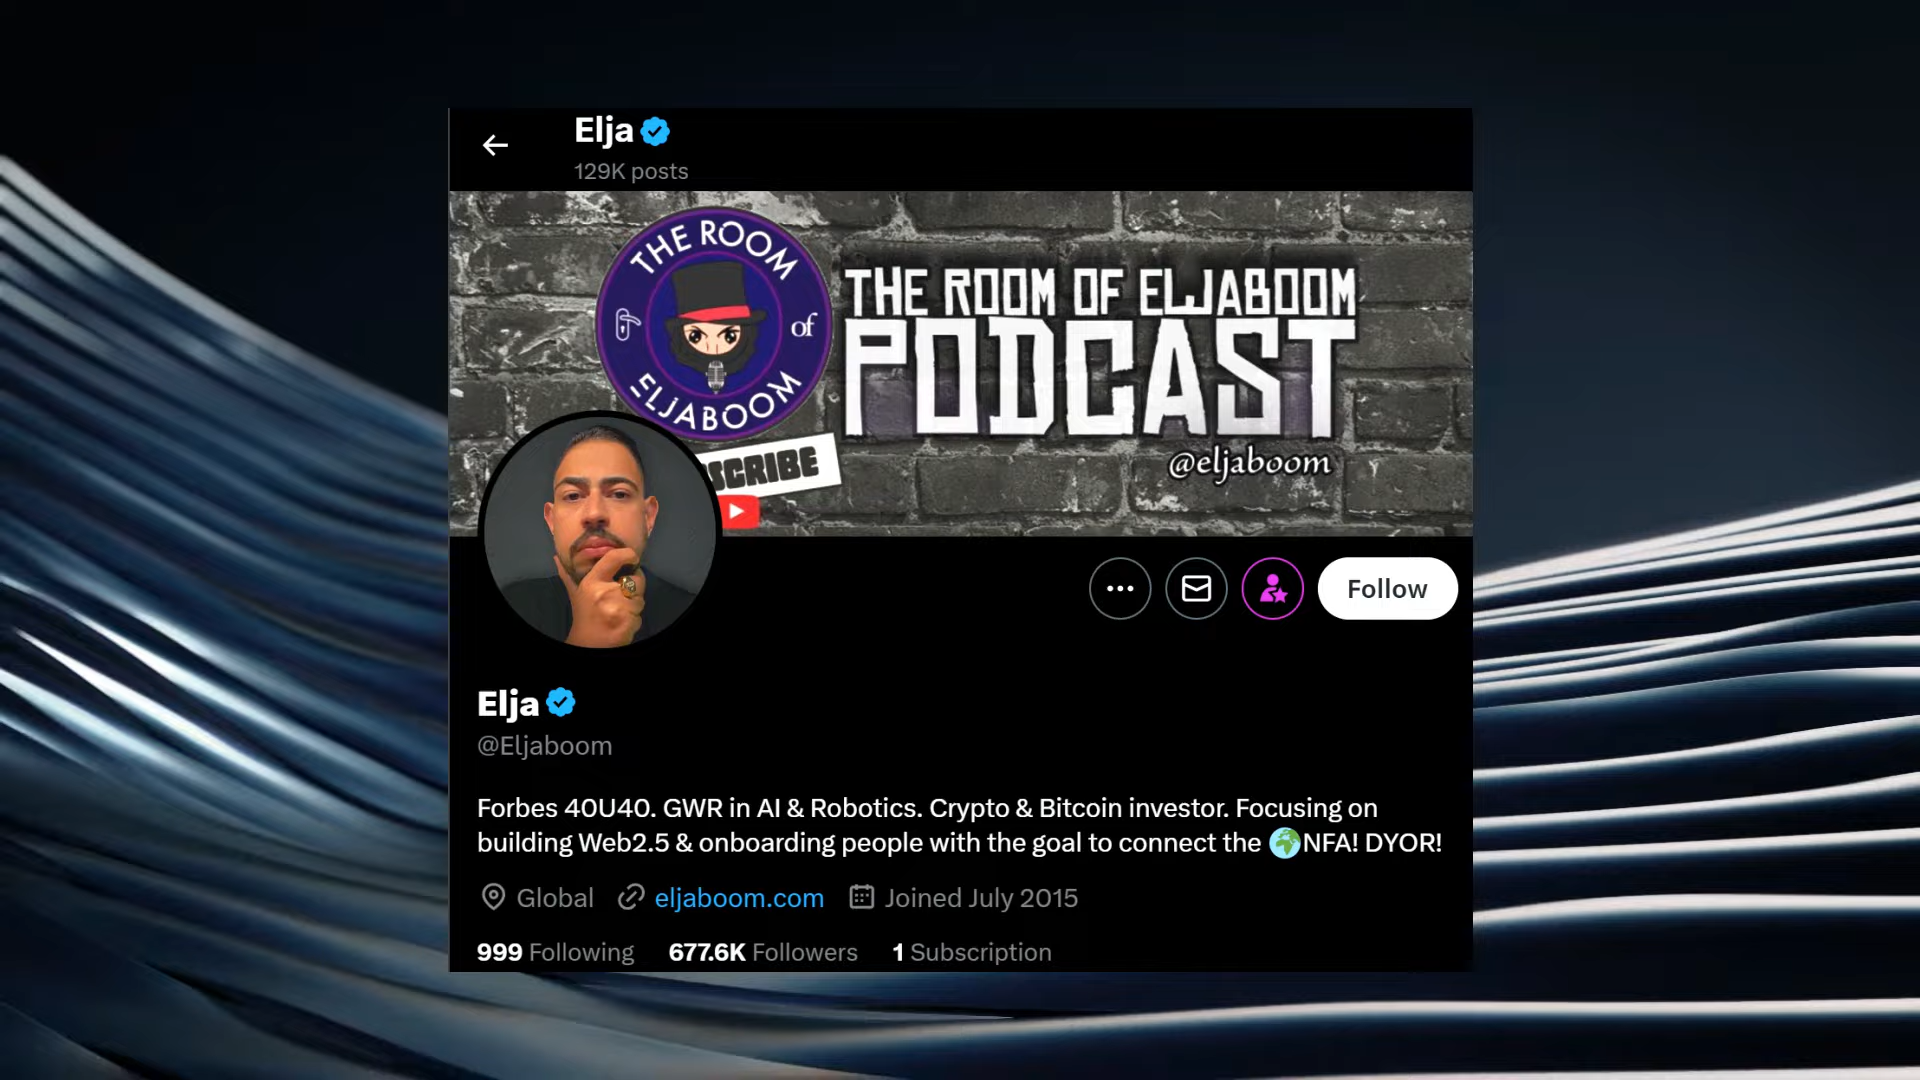 Elja
129K posts
THE ROOM
of
ELJABOOM
THE ROOM OF ELJABOOM
PODCAST
@eljaboom
Follow
Elja
@Eljaboom
Forbes 40U40. GWR in AI & Robotics. Crypto & Bitcoin investor. Focusing on
building Web2.5 & onboarding people with the goal to connect the 🌍NFA! DYOR!
Global eljaboom.com Joined July 2015
999 Following 677.6K Followers 1 Subscription